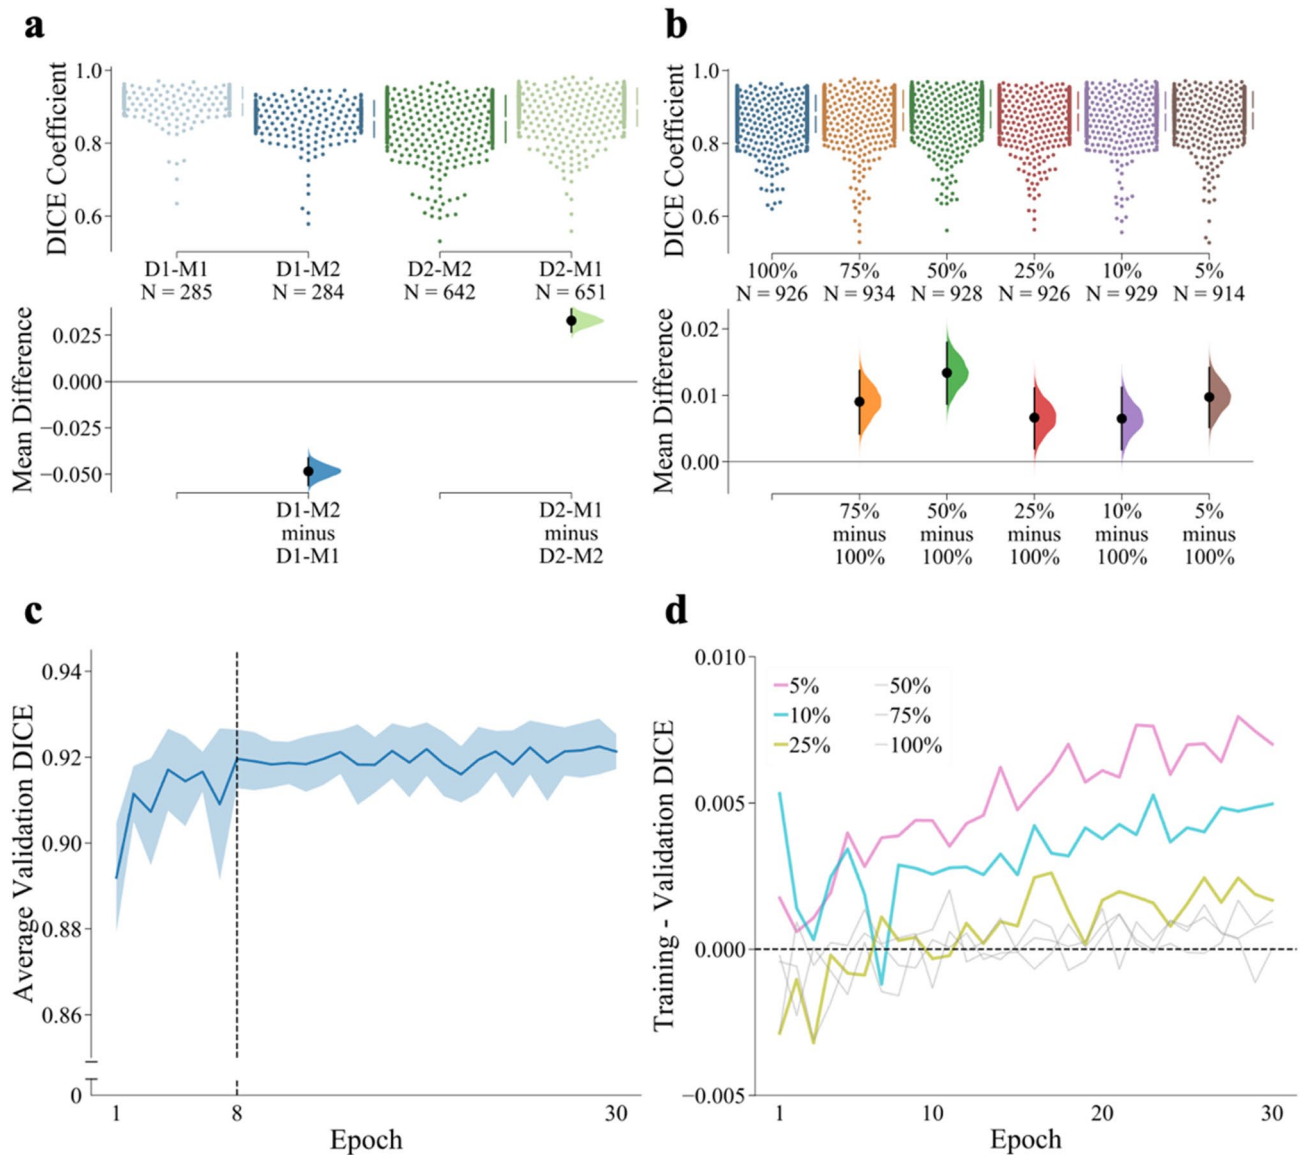 a
DICE Coefficient
1.0
0.8
0.6
D1-M1 D1-M2 D2-M2 D2-M1
N = 285 N = 284 N = 642 N = 651
Mean Difference
0.025
0.000
−0.025
−0.050
D1-M2 D2-M1
minus minus
D1-M1 D2-M2
b
DICE Coefficient
1.0
0.8
0.6
100% 75% 50% 25% 10% 5%
N = 926 N = 934 N = 928 N = 926 N = 929 N = 914
Mean Difference
0.02
0.01
0.00
75% 50% 25% 10% 5%
minus minus minus minus minus
100% 100% 100% 100% 100%
c
Average Validation DICE
0.94
0.92
0.90
0.88
0.86
0
1 8 30
Epoch
d
Training - Validation DICE
0.010
0.005
0.000
−0.005
5% 50%
10% 75%
25% 100%
1 10 20 30
Epoch